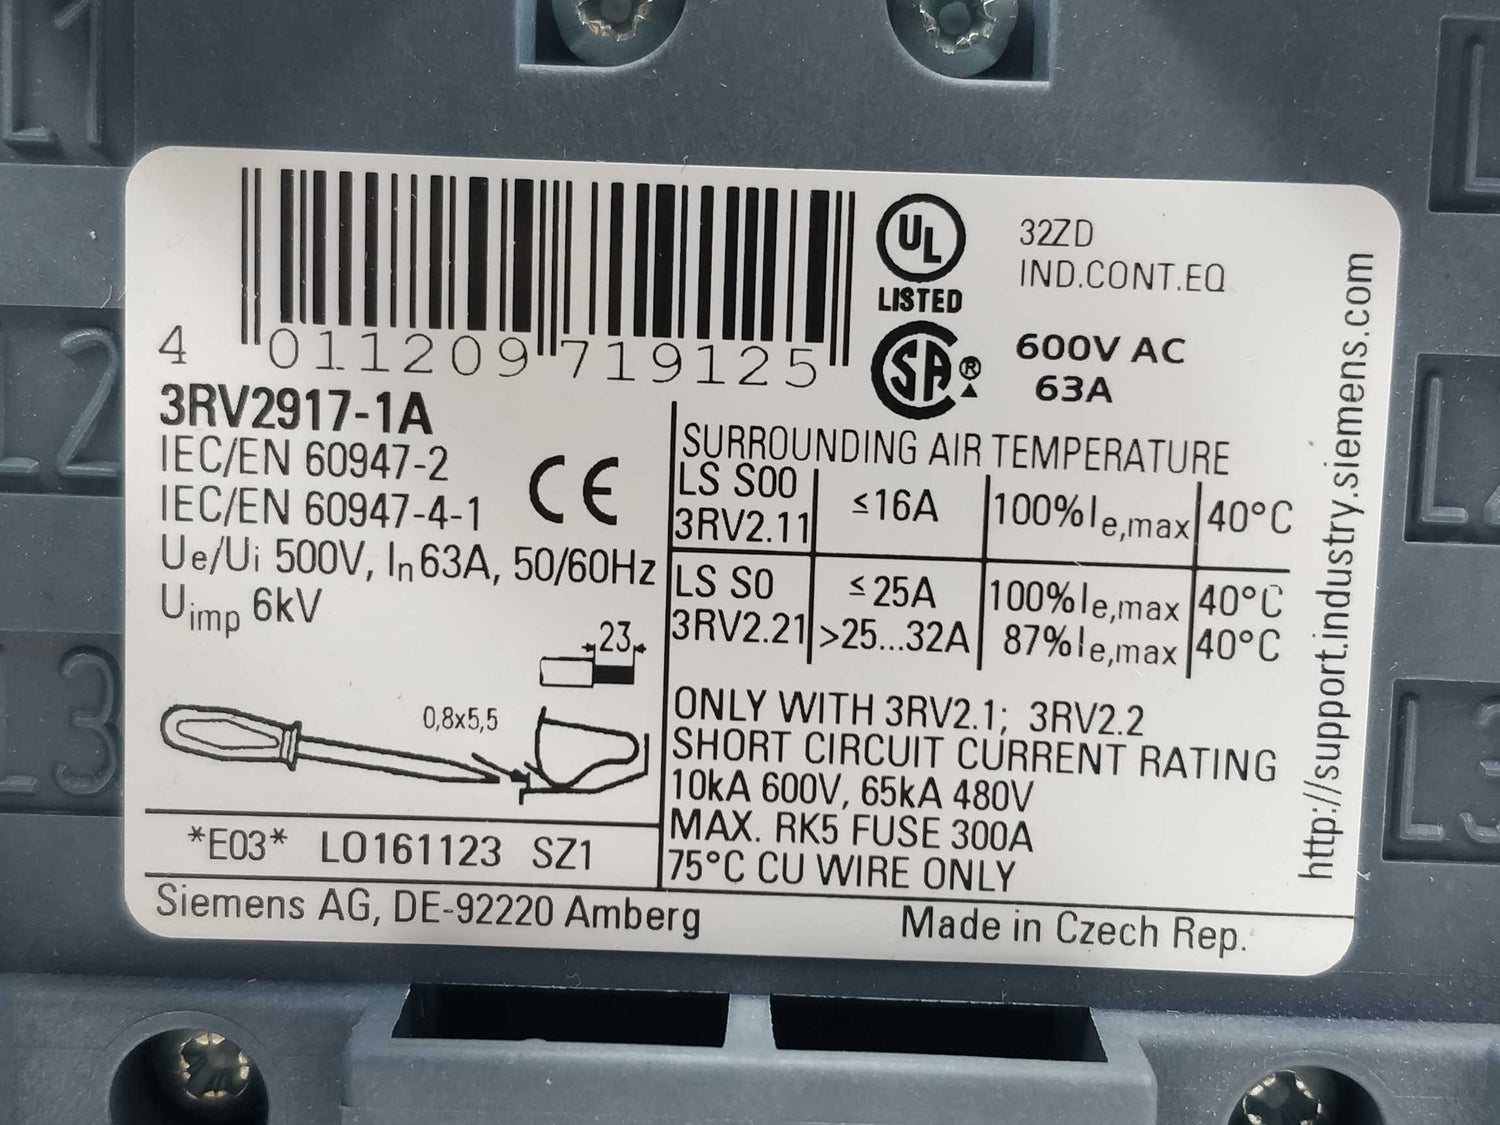 L1
L2
L3
4 011209 719125
UL
LISTED
32ZD
IND.CONT.EQ
SA ®
600V AC
63A
3RV2917-1A
IEC/EN 60947-2
IEC/EN 60947-4-1
CE
Ue/Ui 500V, In 63A, 50/60Hz
Uimp 6kV
23
0,8x5,5
SURROUNDING AIR TEMPERATURE
LS S00 3RV2.11 ≤16A 100%Ie,max 40°C
LS S0 ≤25A 100%Ie,max 40°C
3RV2.21 >25...32A 87%Ie,max 40°C
ONLY WITH 3RV2.1; 3RV2.2
SHORT CIRCUIT CURRENT RATING
10kA 600V, 65kA 480V
MAX. RK5 FUSE 300A
75°C CU WIRE ONLY
*E03* LO161123 SZ1
Siemens AG, DE-92220 Amberg
Made in Czech Rep.
http://support.industry.siemens.com
L
L2
L3